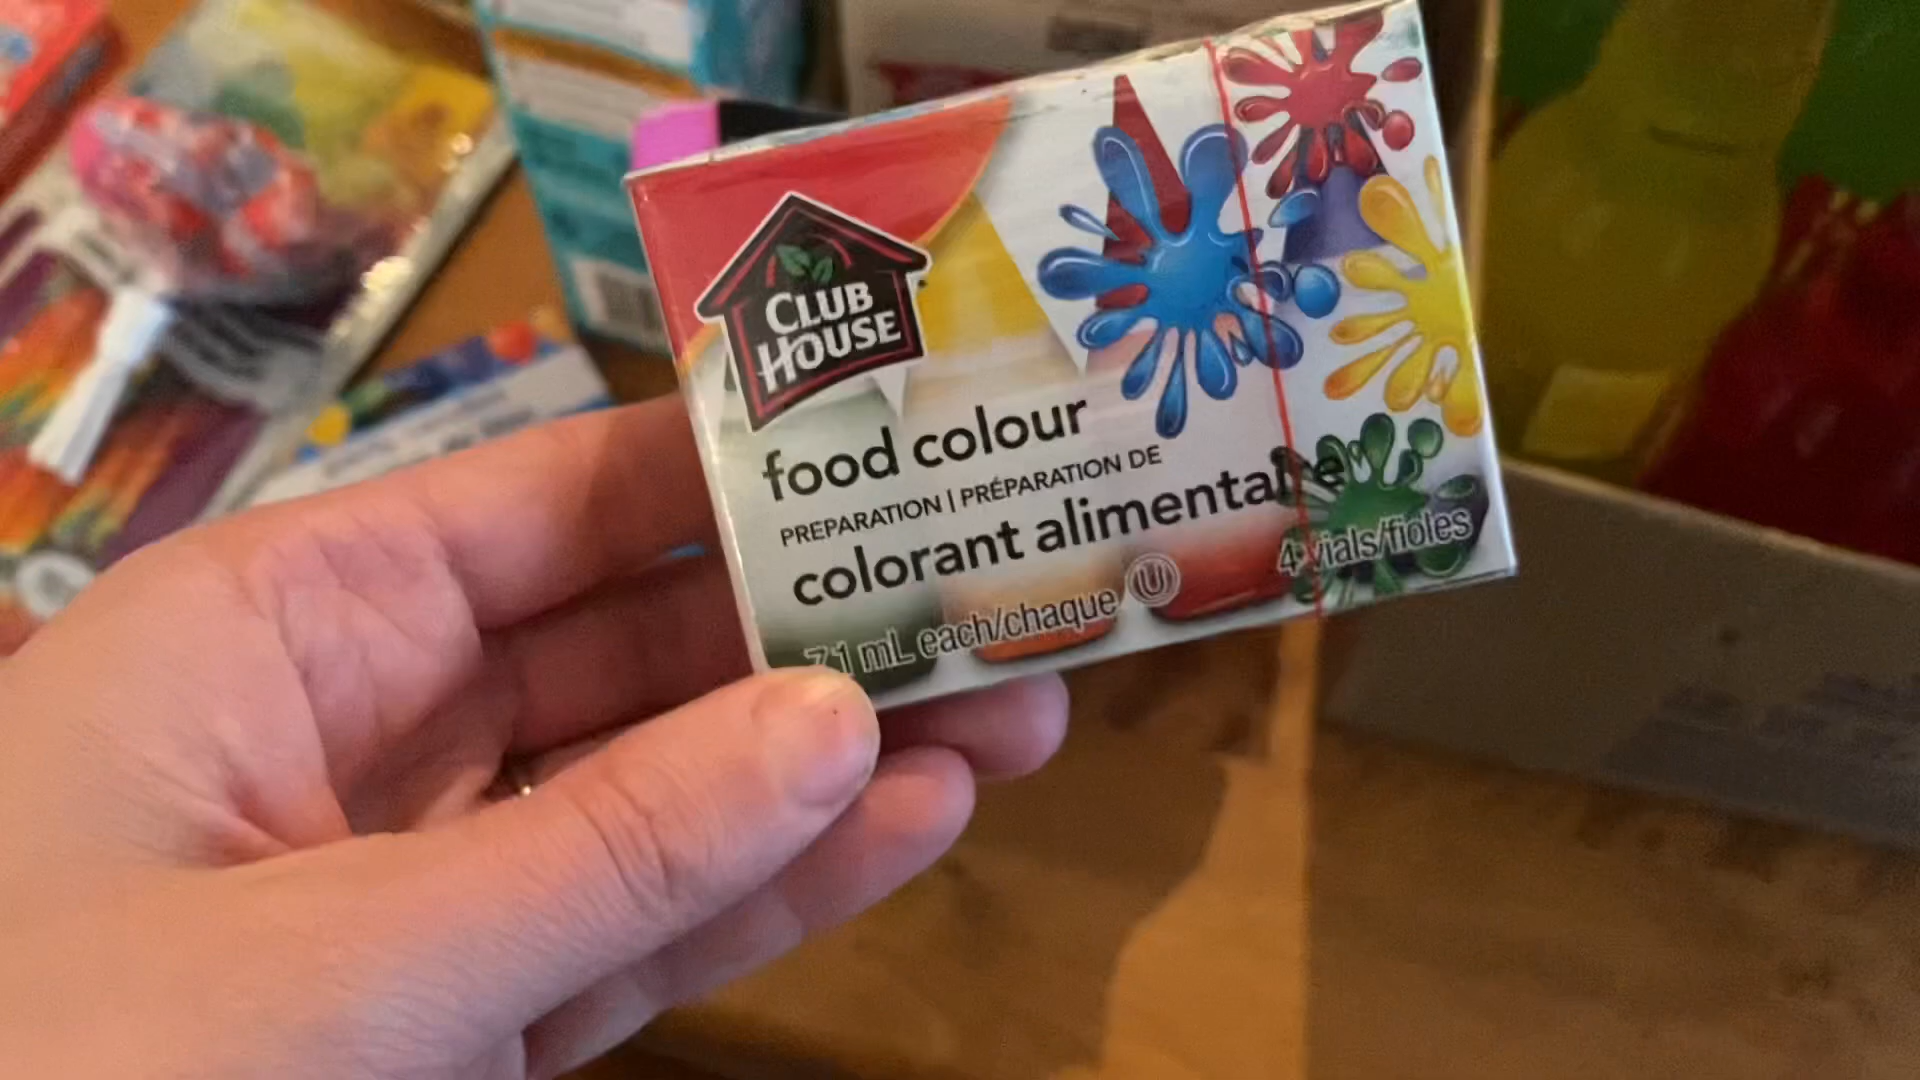 CLUB
HOUSE
food colour
PREPARATION | PRÉPARATION DE
colorant alimentaire
7.1 mL each/chaque U
4 vials/fioles